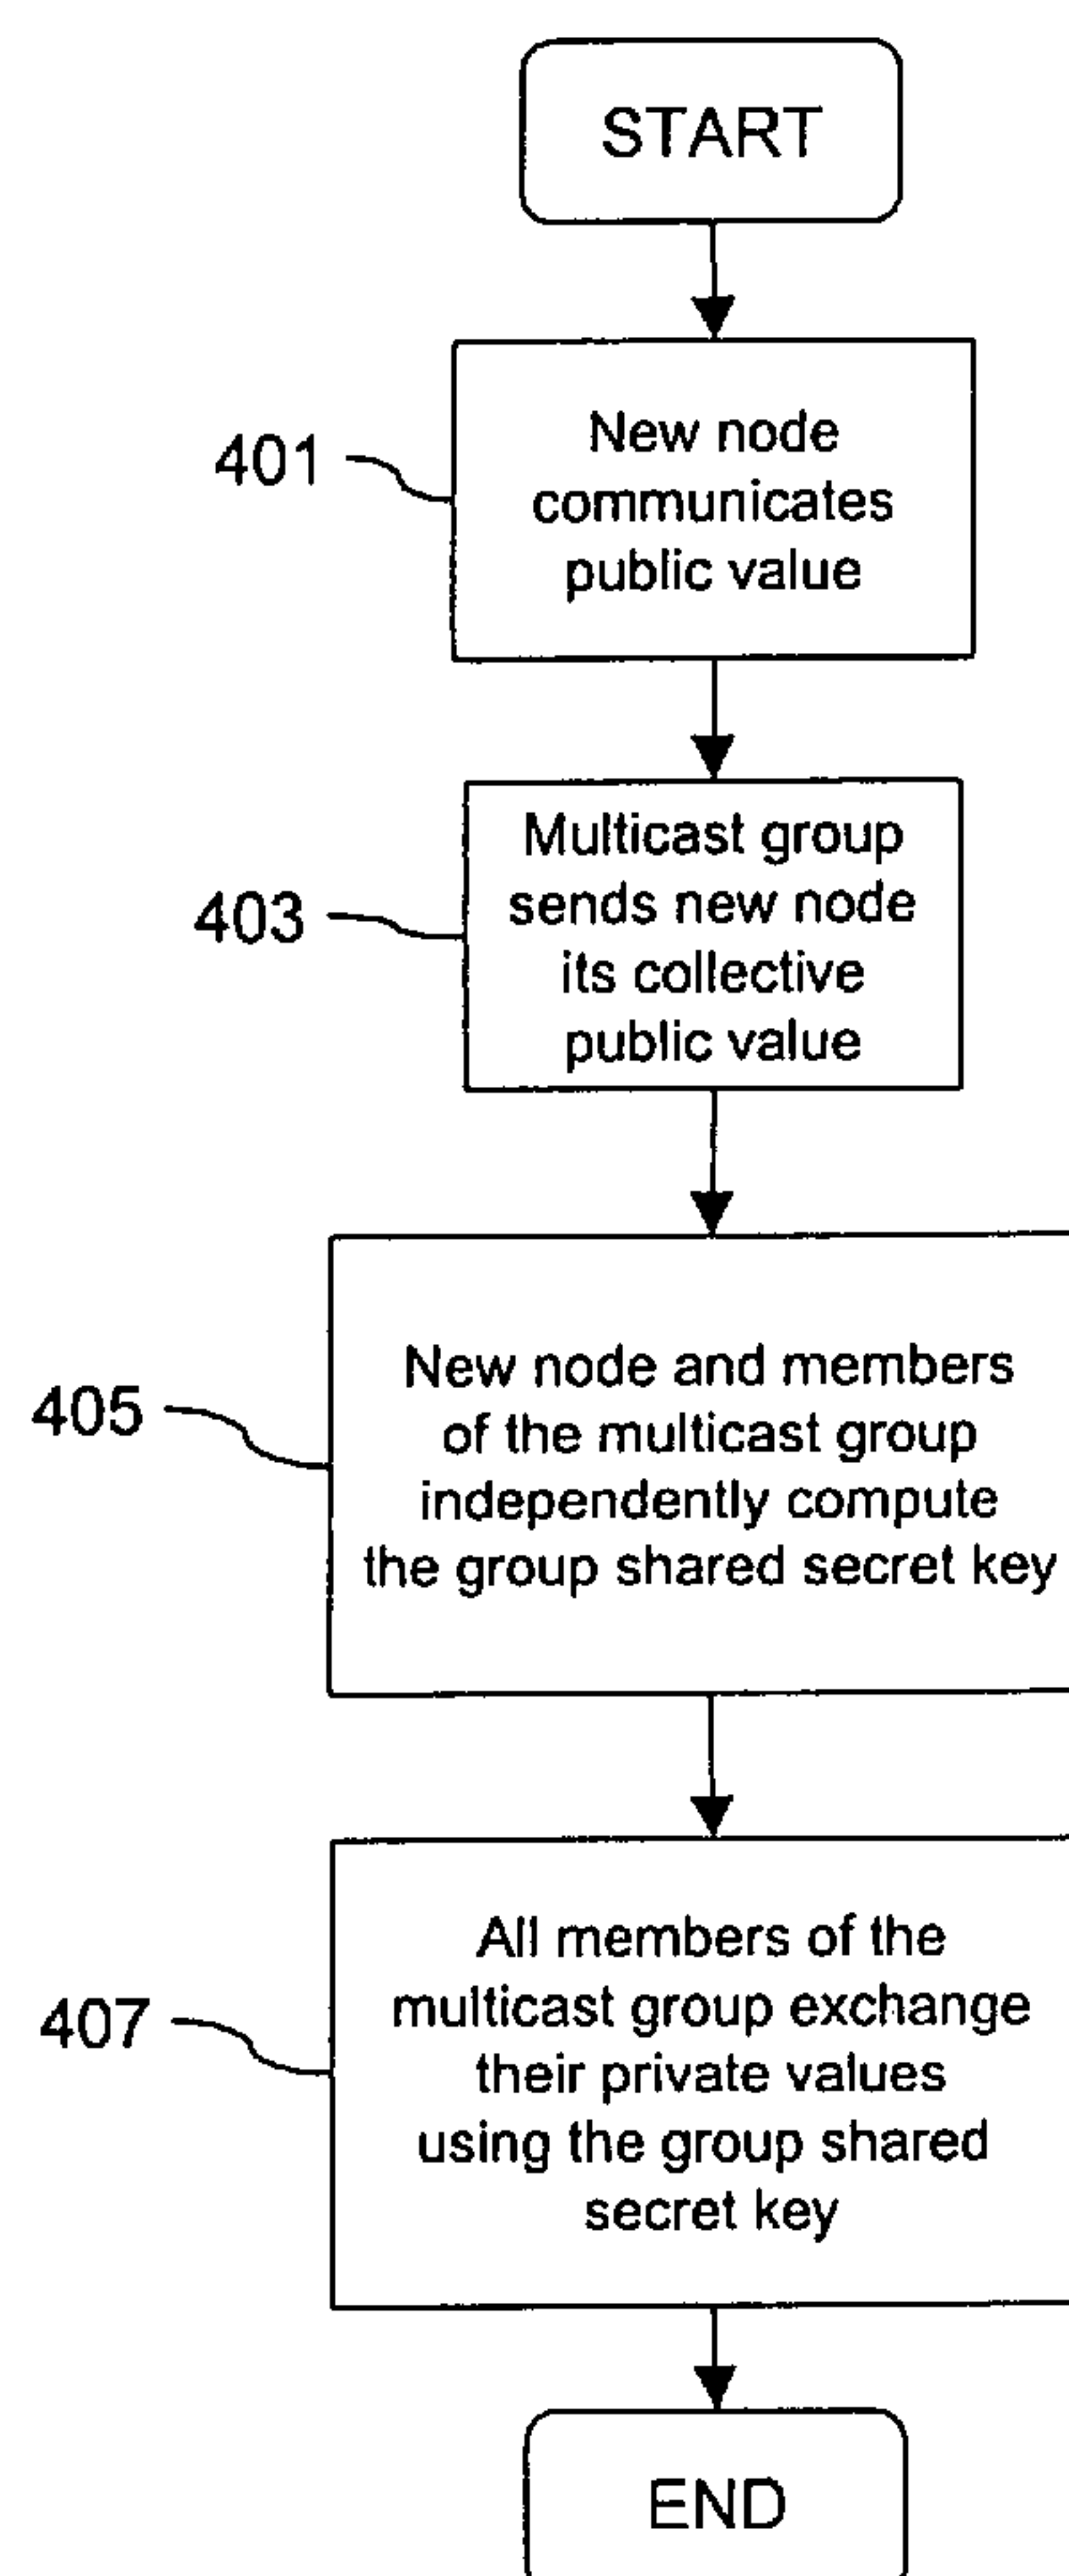 START
401
New node
communicates
public value
403
Multicast group
sends new node
its collective
public value
405
New node and members
of the multicast group
independently compute
the group shared secret key
407
All members of the
multicast group exchange
their private values
using the group shared
secret key
END